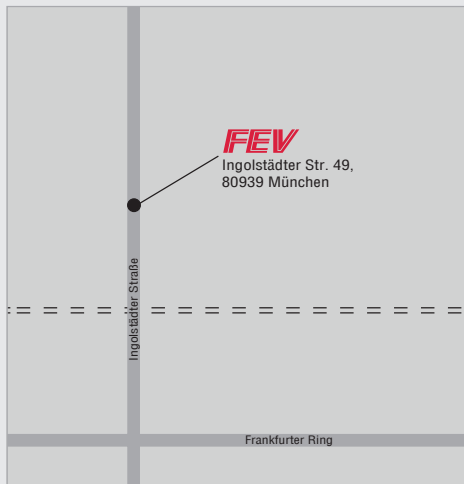 FEV
Ingolstädter Str. 49,
80939 München
Ingolstädter Straße
Frankfurter Ring